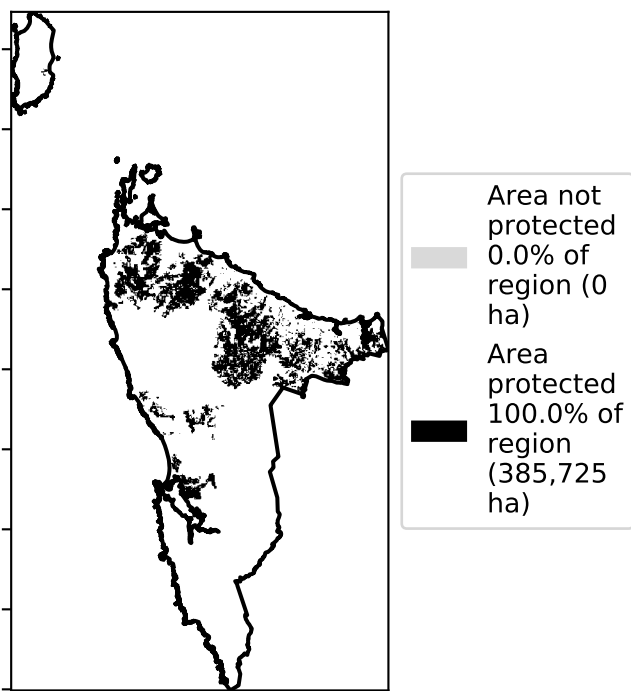 Area not
protected
0.0% of
region (0
ha)
Area
protected
100.0% of
region
(385,725
ha)